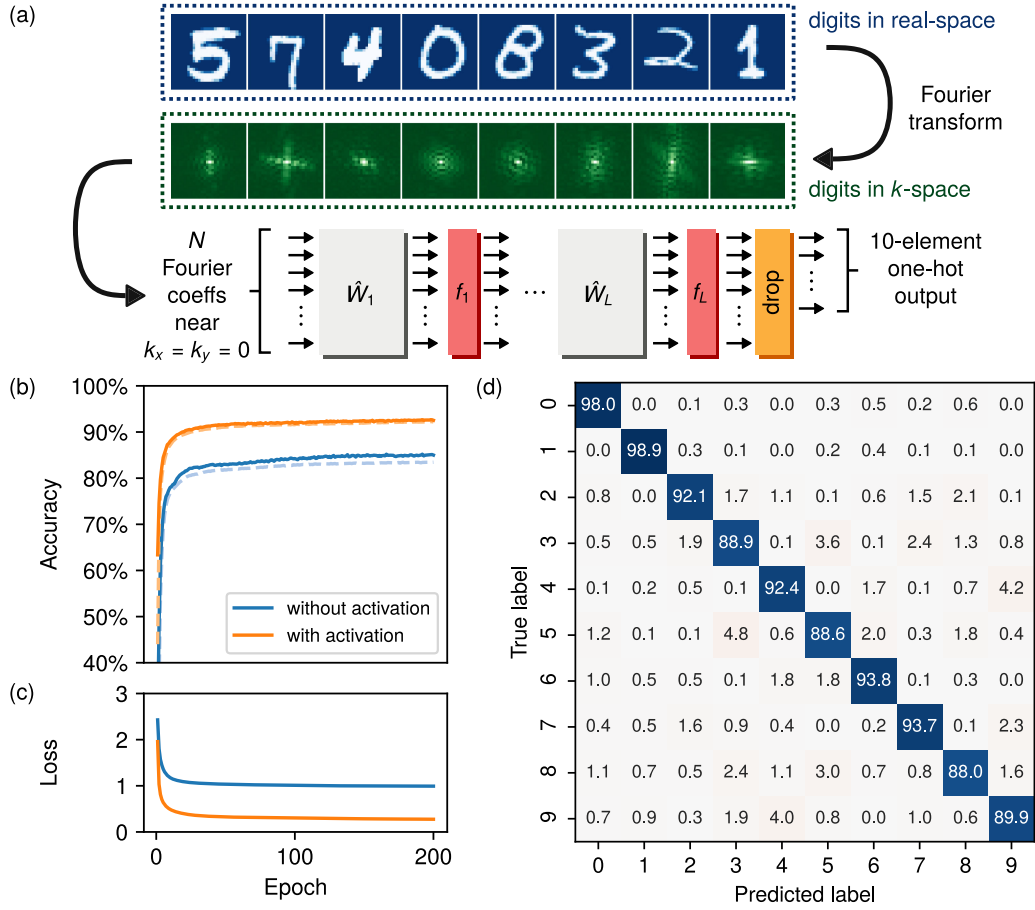 (a)
digits in real-space
Fourier
transform
digits in k-space
N
Fourier
coeffs
near
kₓ = kᵧ = 0
Ŵ₁
f₁
...
Ŵ_L
f_L
drop
10-element
one-hot
output
(b)
100%
90%
80%
70%
60%
50%
40%
Accuracy
without activation
with activation
(c)
3
2
1
0
Loss
0 100 200
Epoch
(d)
True label
0 98.0 0.0 0.1 0.3 0.0 0.3 0.5 0.2 0.6 0.0
1 0.0 98.9 0.3 0.1 0.0 0.2 0.4 0.1 0.1 0.0
2 0.8 0.0 92.1 1.7 1.1 0.1 0.6 1.5 2.1 0.1
3 0.5 0.5 1.9 88.9 0.1 3.6 0.1 2.4 1.3 0.8
4 0.1 0.2 0.5 0.1 92.4 0.0 1.7 0.1 0.7 4.2
5 1.2 0.1 0.1 4.8 0.6 88.6 2.0 0.3 1.8 0.4
6 1.0 0.5 0.5 0.1 1.8 1.8 93.8 0.1 0.3 0.0
7 0.4 0.5 1.6 0.9 0.4 0.0 0.2 93.7 0.1 2.3
8 1.1 0.7 0.5 2.4 1.1 3.0 0.7 0.8 88.0 1.6
9 0.7 0.9 0.3 1.9 4.0 0.8 0.0 1.0 0.6 89.9
0 1 2 3 4 5 6 7 8 9
Predicted label
5 7 4 0 8 3 2 1